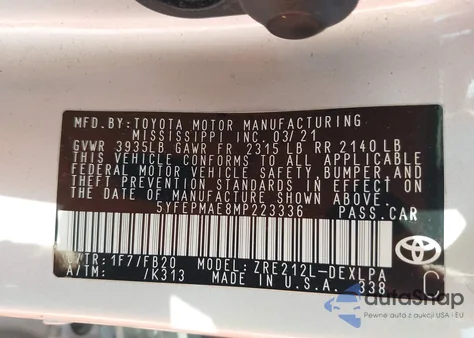 MFD.BY:TOYOTA MOTOR MANUFACTURING
MISSISSIPPI INC. 03/21
GVWR 3935LB GAWR FR 2315 LB RR 2140 LB
THIS VEHICLE CONFORMS TO ALL APPLICABLE
FEDERAL MOTOR VEHICLE SAFETY, BUMPER, AND
THEFT PREVENTION STANDARDS IN EFFECT ON
THE DATE OF MANUFACTURE SHOWN ABOVE.
5YFEPMAE8MP223336 PASS.CAR
C/TR: 1F7/FB20 MODEL: ZRE212L-DEXLPA
A/TM: /K313 MADE IN U.S.A. 338 C
TOYOTA
autoSnap
Pewne auta z USA i EU